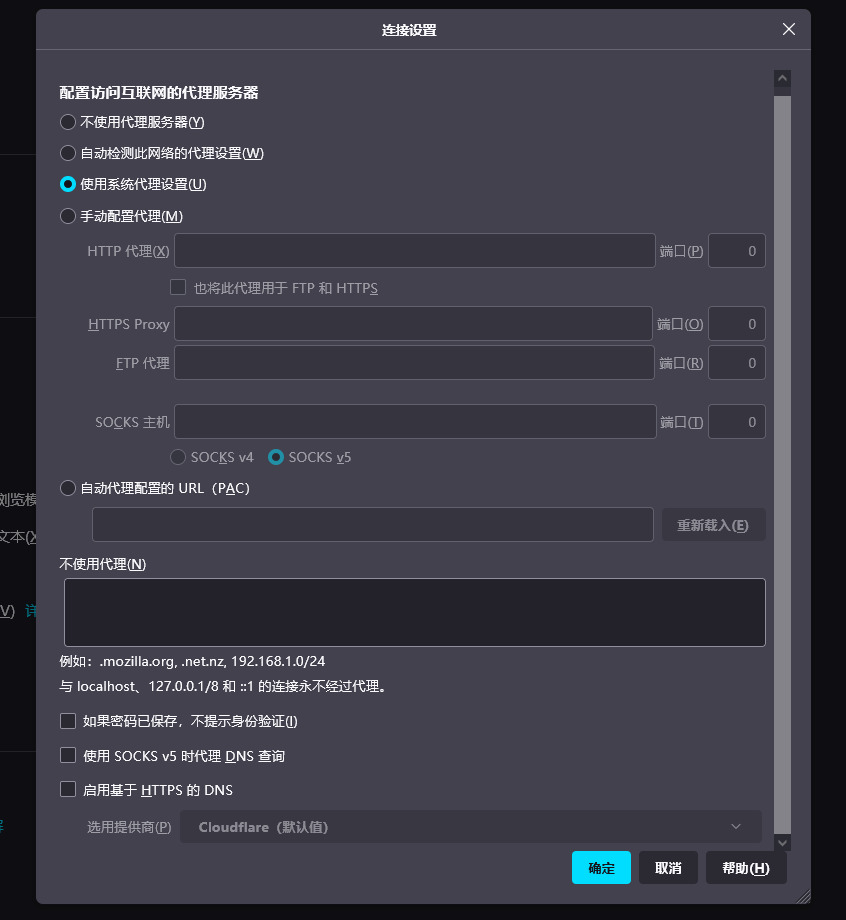 连接设置
配置访问互联网的代理服务器
不使用代理服务器(Y)
自动检测此网络的代理设置(W)
使用系统代理设置(U)
手动配置代理(M)
HTTP 代理(X) 端口(P) 0
也将此代理用于 FTP 和 HTTPS
HTTPS Proxy 端口(O) 0
FTP 代理 端口(R) 0
SOCKS 主机 端口(T) 0
SOCKS v4 SOCKS v5
自动代理配置的 URL（PAC）
浏览模
重新载入(E)
文本(X
不使用代理(N)
V) 详
例如：.mozilla.org, .net.nz, 192.168.1.0/24
与 localhost、127.0.0.1/8 和 ::1 的连接永不经过代理。
如果密码已保存，不提示身份验证(I)
使用 SOCKS v5 时代理 DNS 查询
启用基于 HTTPS 的 DNS
选用提供商(P) Cloudflare（默认值）
确定 取消 帮助(H)